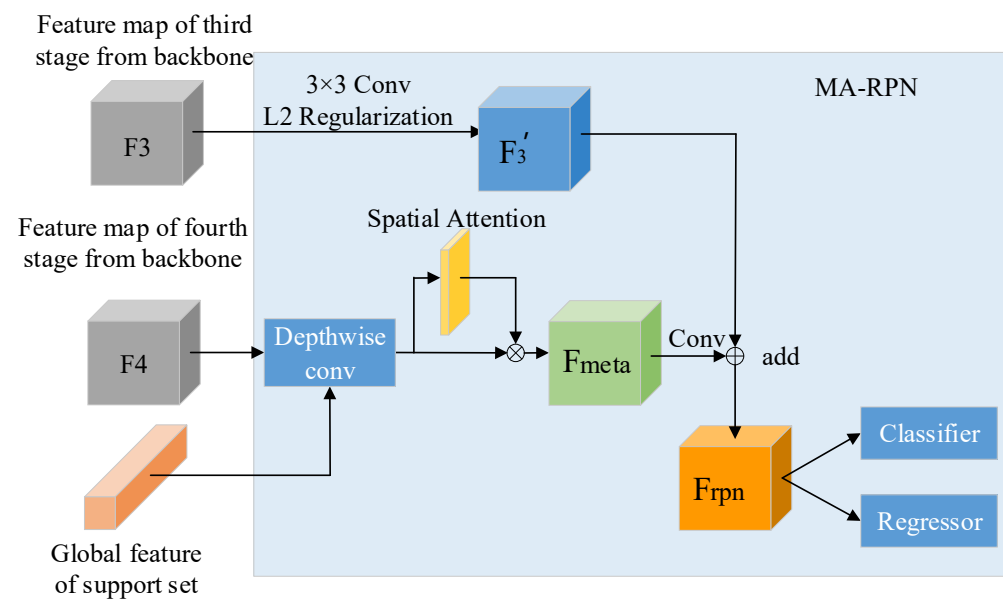 Feature map of third
stage from backbone
3×3 Conv
L2 Regularization
MA-RPN
F3
F3′
Feature map of fourth
stage from backbone
Spatial Attention
F4
Depthwise
conv
Fmeta
Conv
add
Frpn
Classifier
Regressor
Global feature
of support set